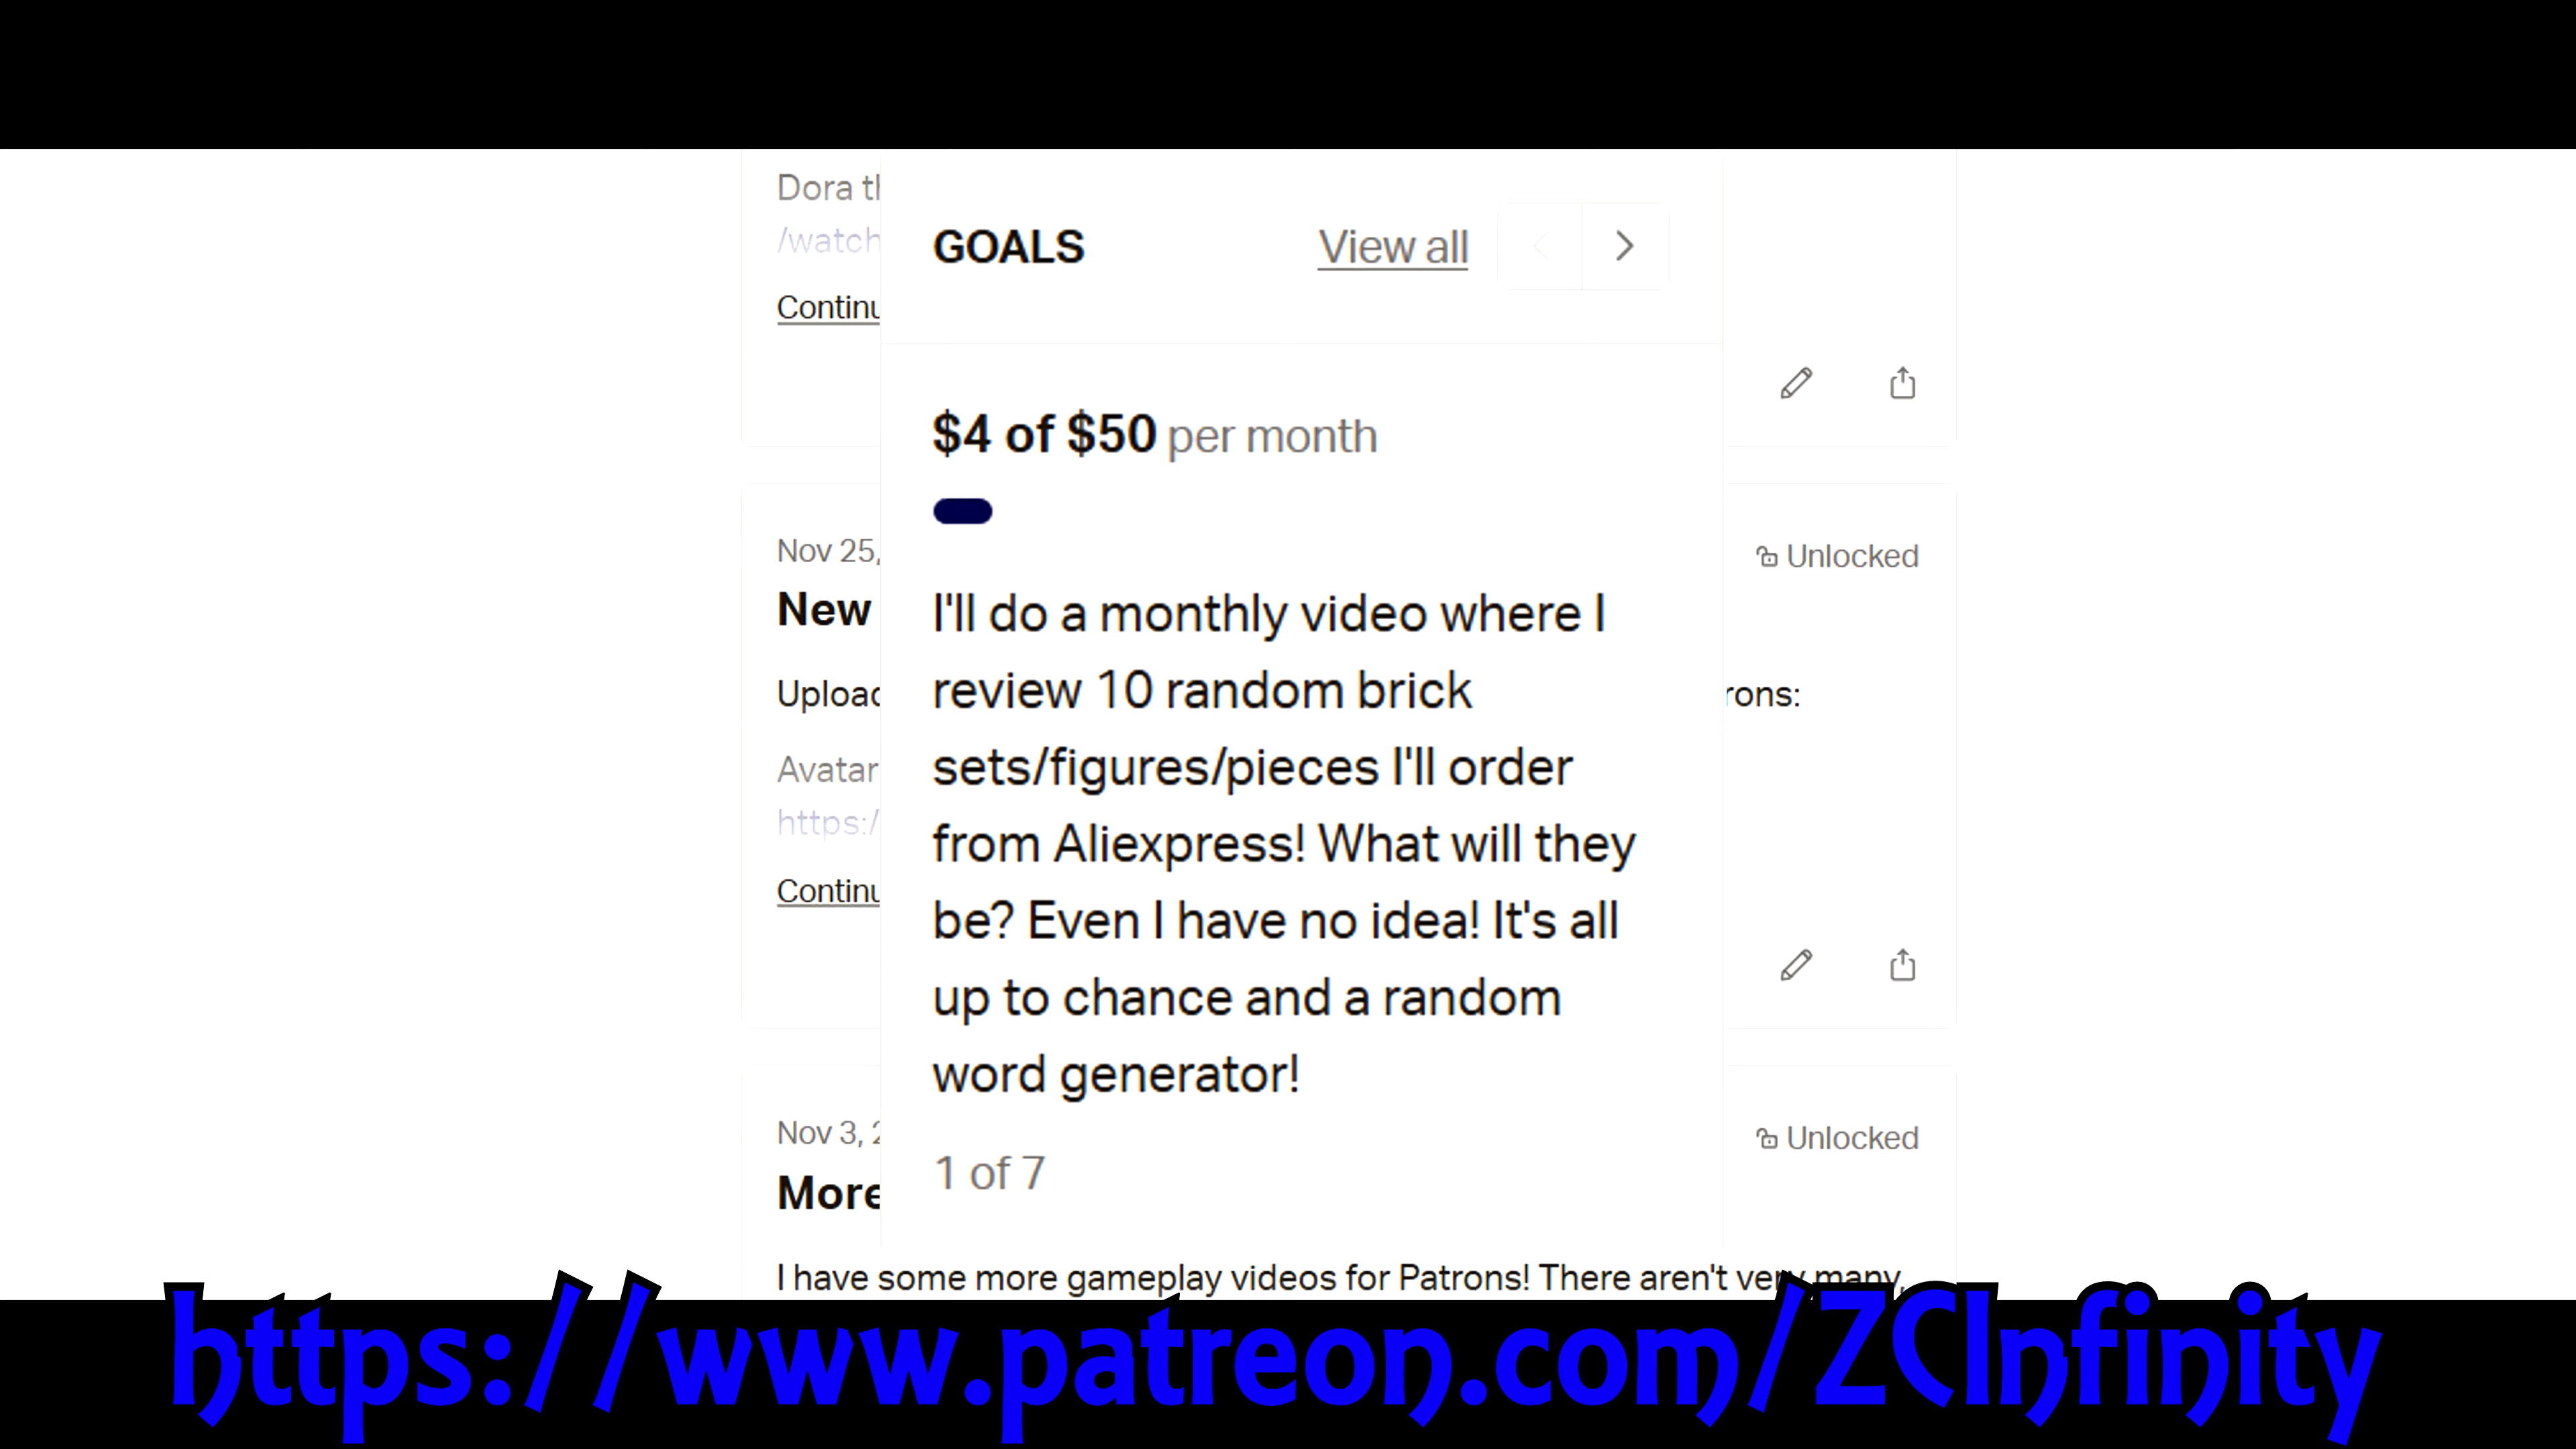 Dora
/watch
GOALS
View all
$4 of $50 per month
Nov 25,
Unlocked
New
I'll do a monthly video where I
review 10 random brick
sets/figures/pieces I'll order
from Aliexpress! What will they
be? Even I have no idea! It's all
up to chance and a random
word generator!
rons:
Avatar
https:/
1 of 7
Nov 3,
Unlocked
More
I have some more gameplay videos for Patrons! There aren't very many,
https://www.patreon.com/ZCInfinity